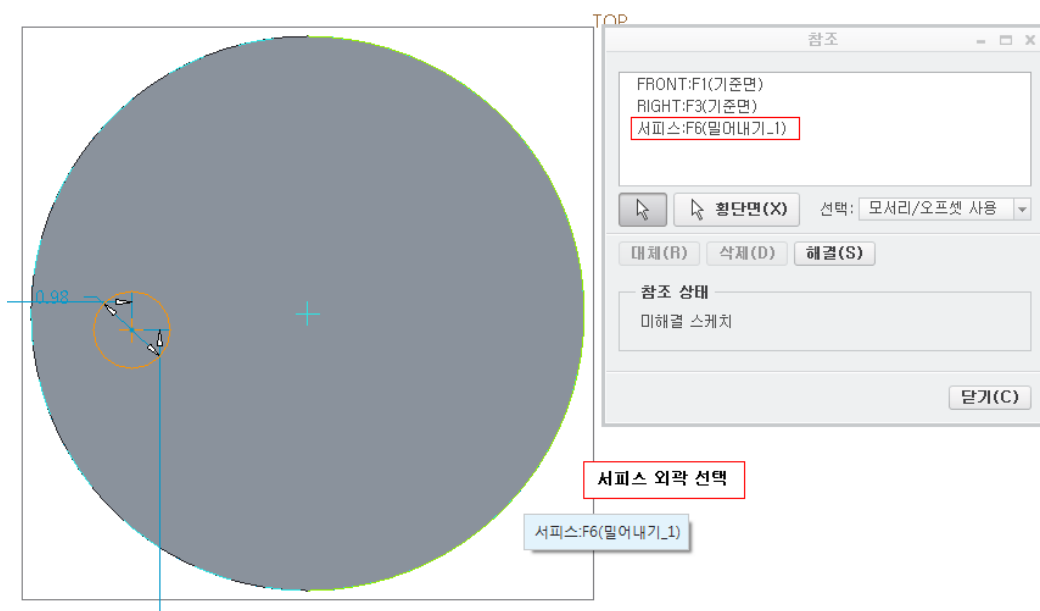 TOP
참조
FRONT:F1(기준면)
RIGHT:F3(기준면)
서피스:F6(밀어내기_1)
횡단면(X)
선택:
모서리/오프셋 사용
대체(R)
삭제(D)
해결(S)
참조 상태
미해결 스케치
닫기(C)
0.98
서피스 외곽 선택
서피스:F6(밀어내기_1)